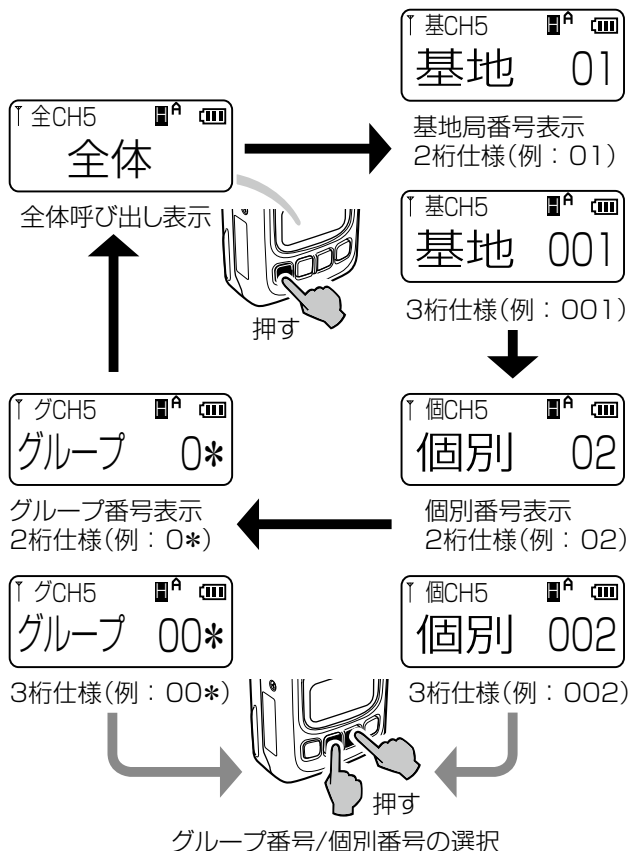 全CH5 A
全体
全体呼び出し表示
基CH5 A
基地 01
基地局番号表示
2桁仕様(例：01)
基CH5 A
基地 001
3桁仕様(例：001)
押す
個CH5 A
個別 02
個別番号表示
2桁仕様(例：02)
個CH5 A
個別 002
3桁仕様(例：002)
グCH5 A
グループ 0*
グループ番号表示
2桁仕様(例：0*)
グCH5 A
グループ 00*
3桁仕様(例：00*)
押す
グループ番号/個別番号の選択